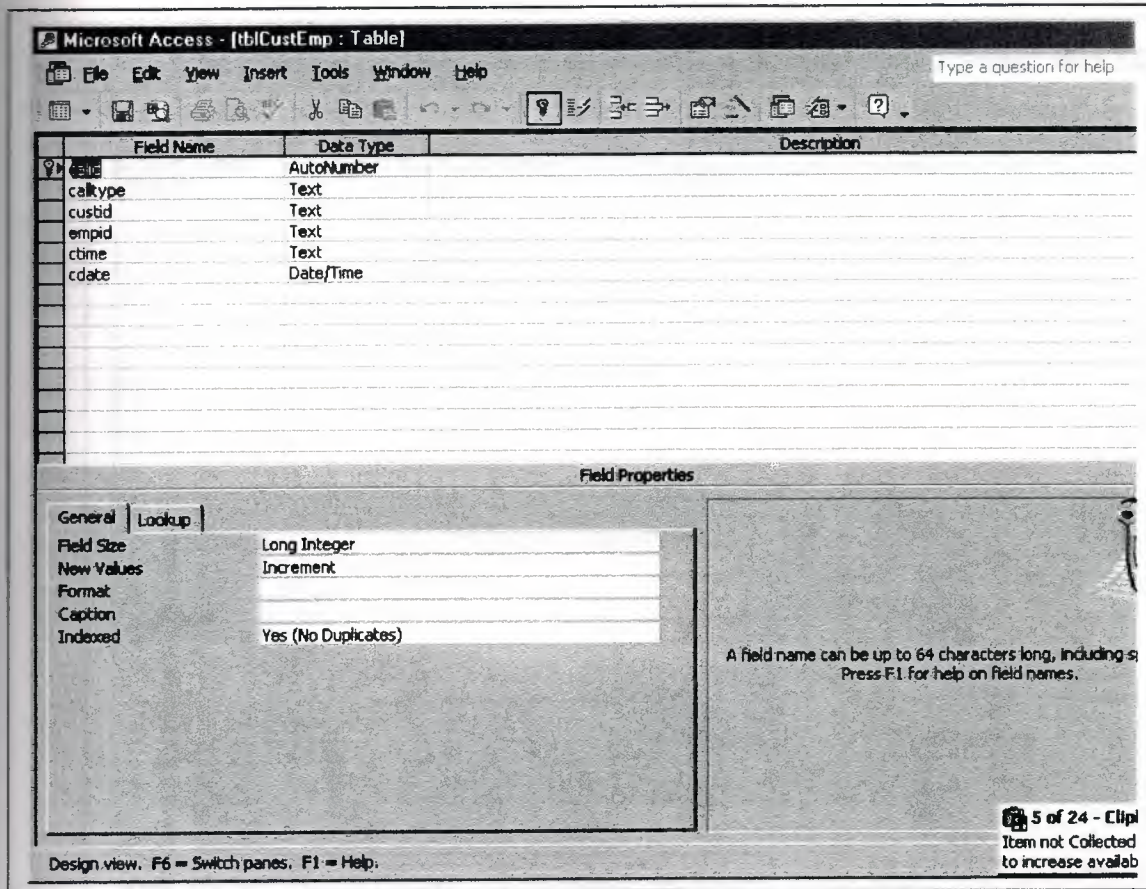 Microsoft Access - [tblCustEmp : Table]
File Edit View Insert Tools Window Help
Type a question for help
Field Name Data Type Description
AutoNumber
calltype Text
custid Text
empid Text
ctime Text
cdate Date/Time
Field Properties
General Lookup
Field Size Long Integer
New Values Increment
Format
Caption
Indexed Yes (No Duplicates)
A field name can be up to 64 characters long, including
Press F1 for help on field names.
5 of 24 -
Item not Collected
to increase
Design view. F6 = Switch panes. F1 = Help.